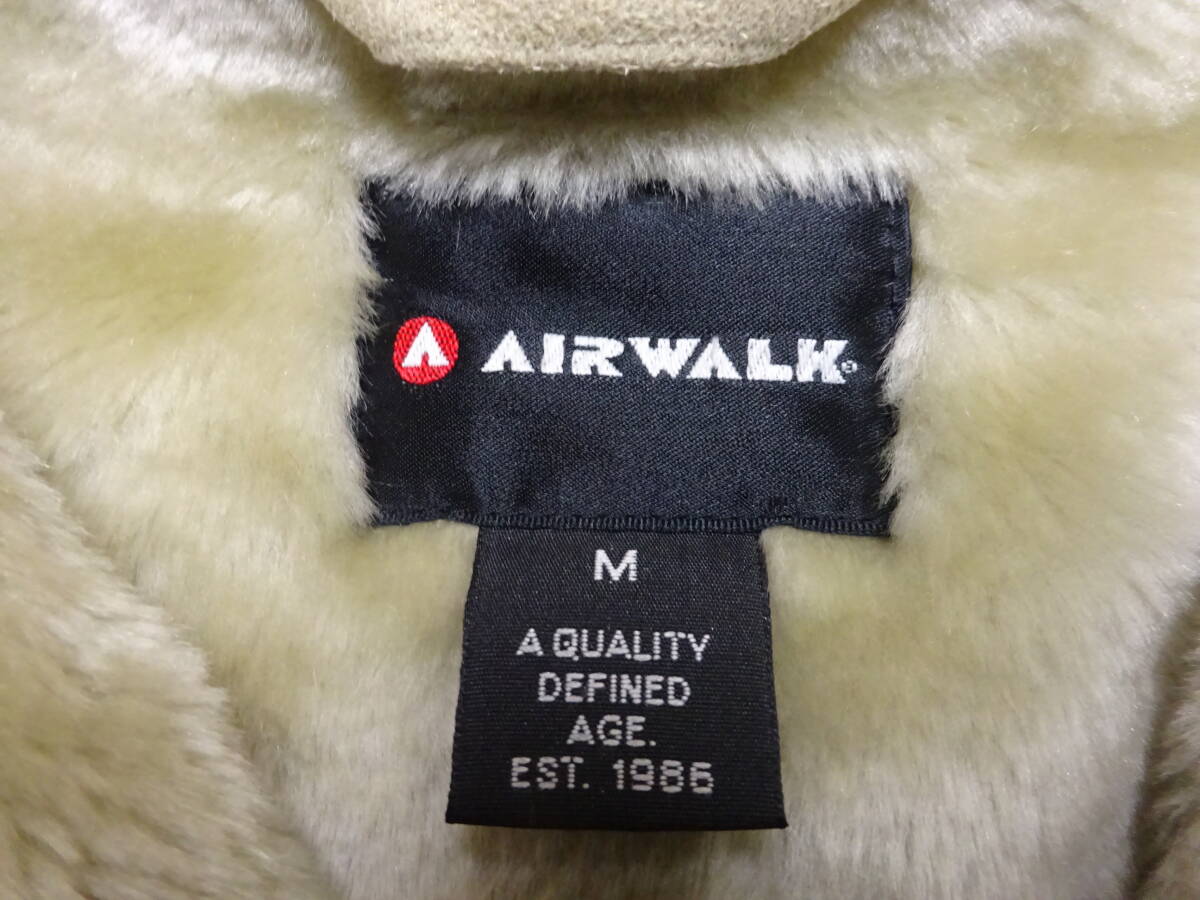 AIRWALK®
M
A QUALITY
DEFINED
AGE.
EST. 1986